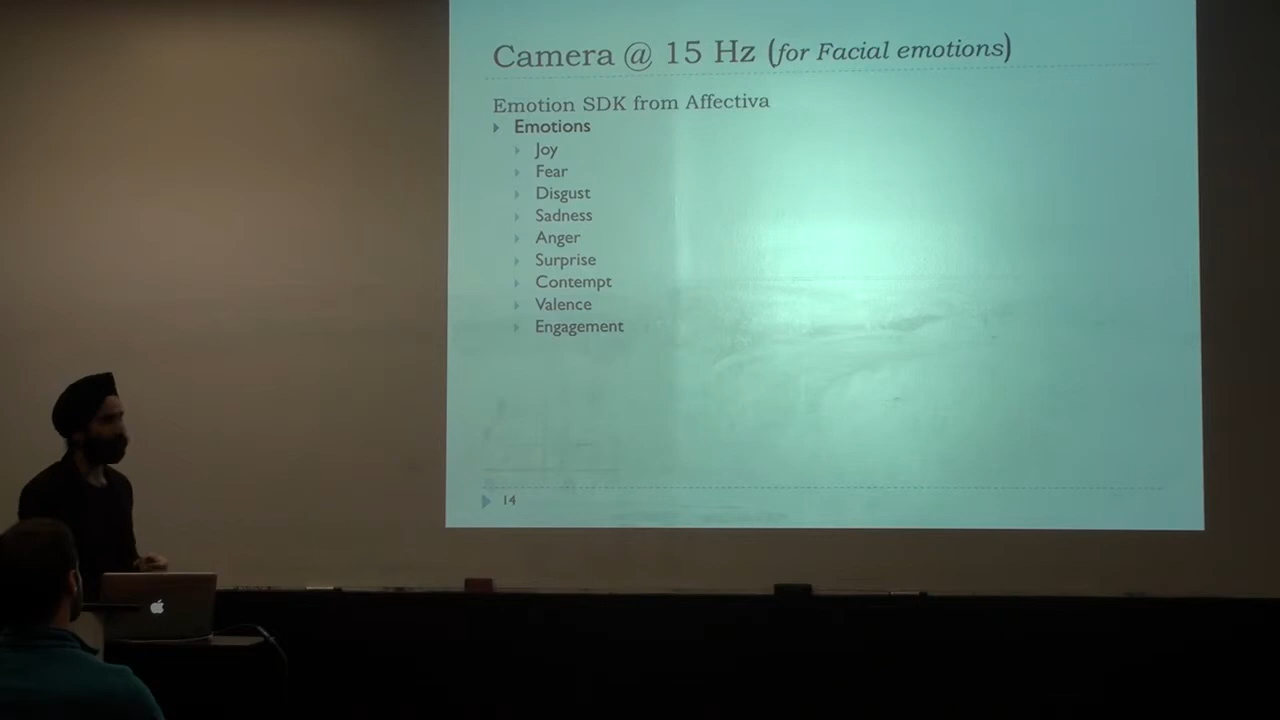 Camera @ 15 Hz (for Facial emotions)
Emotion SDK from Affectiva
Emotions
Joy
Fear
Disgust
Sadness
Anger
Surprise
Contempt
Valence
Engagement
14